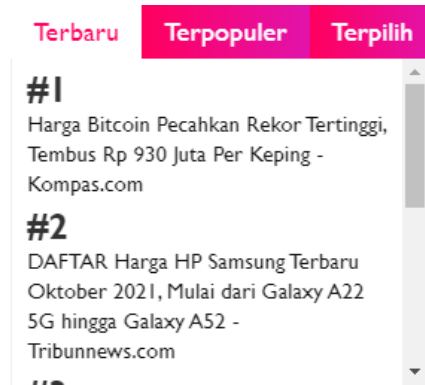 Terbaru Terpopuler Terpilih
#1
Harga Bitcoin Pecahkan Rekor Tertinggi,
Tembus Rp 930 Juta Per Keping -
Kompas.com
#2
DAFTAR Harga HP Samsung Terbaru
Oktober 2021, Mulai dari Galaxy A22
5G hingga Galaxy A52 -
Tribunnews.com